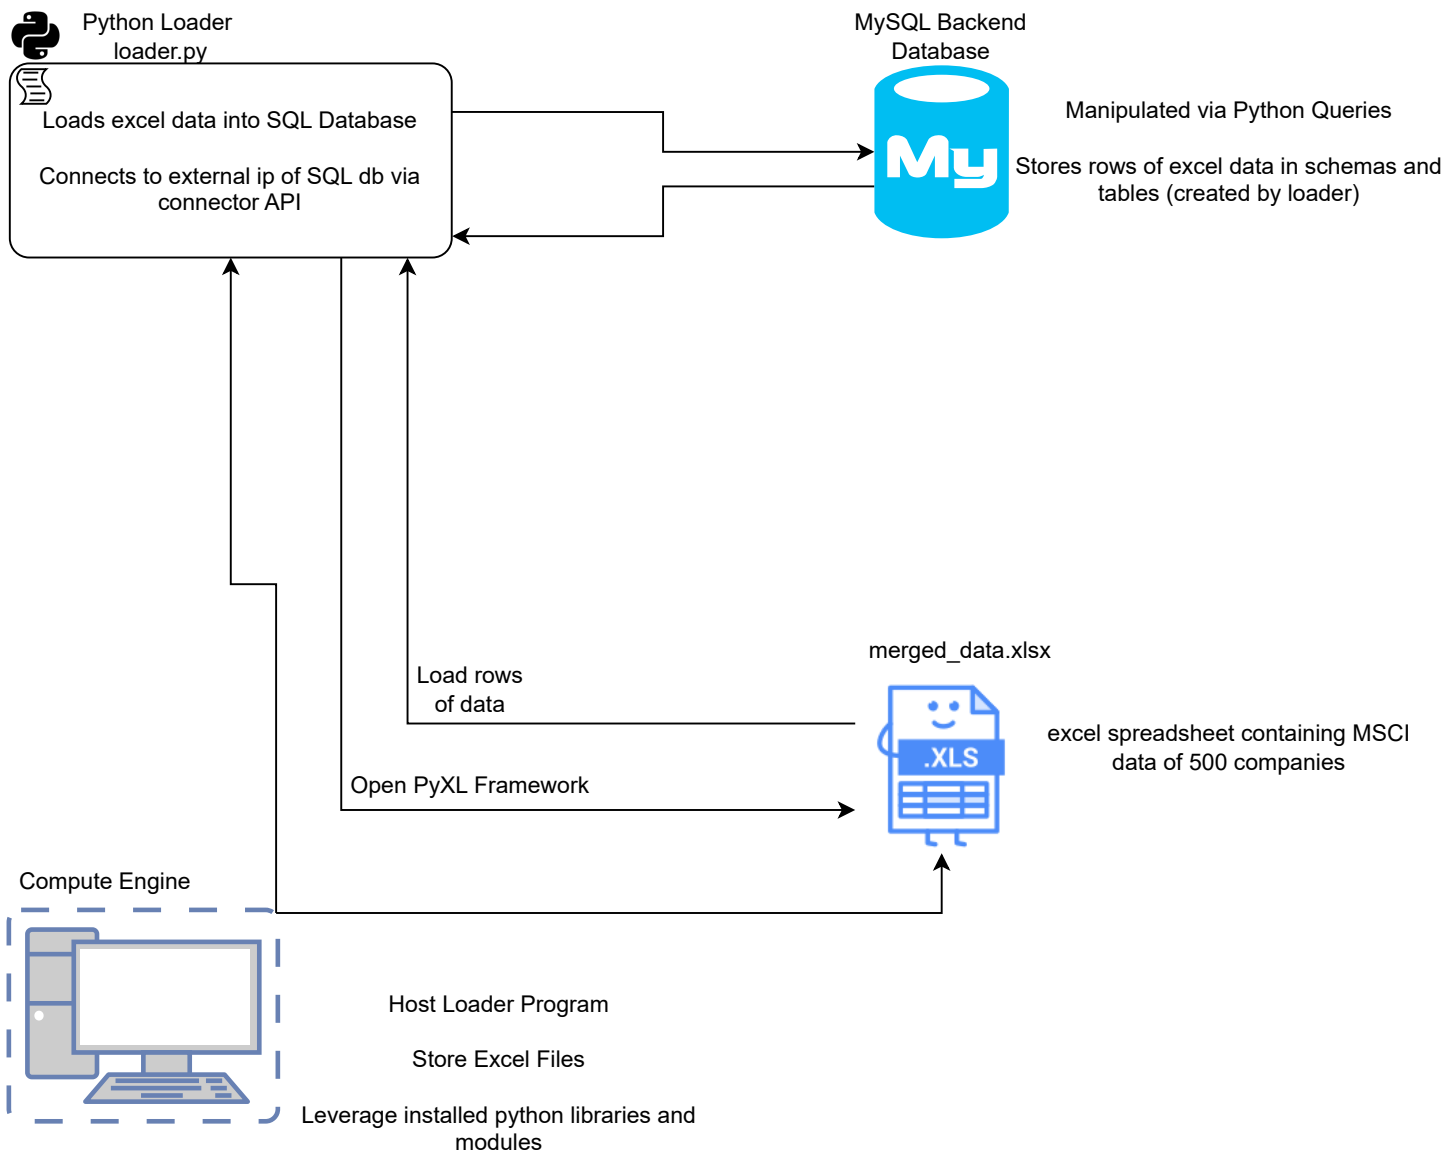 Python Loader
loader.py
Loads excel data into SQL Database
Connects to external ip of SQL db via
connector API
MySQL Backend
Database
My
Manipulated via Python Queries
Stores rows of excel data in schemas and
tables (created by loader)
Load rows
of data
Open PyXL Framework
merged_data.xlsx
.XLS
excel spreadsheet containing MSCI
data of 500 companies
Compute Engine
Host Loader Program
Store Excel Files
Leverage installed python libraries and
modules